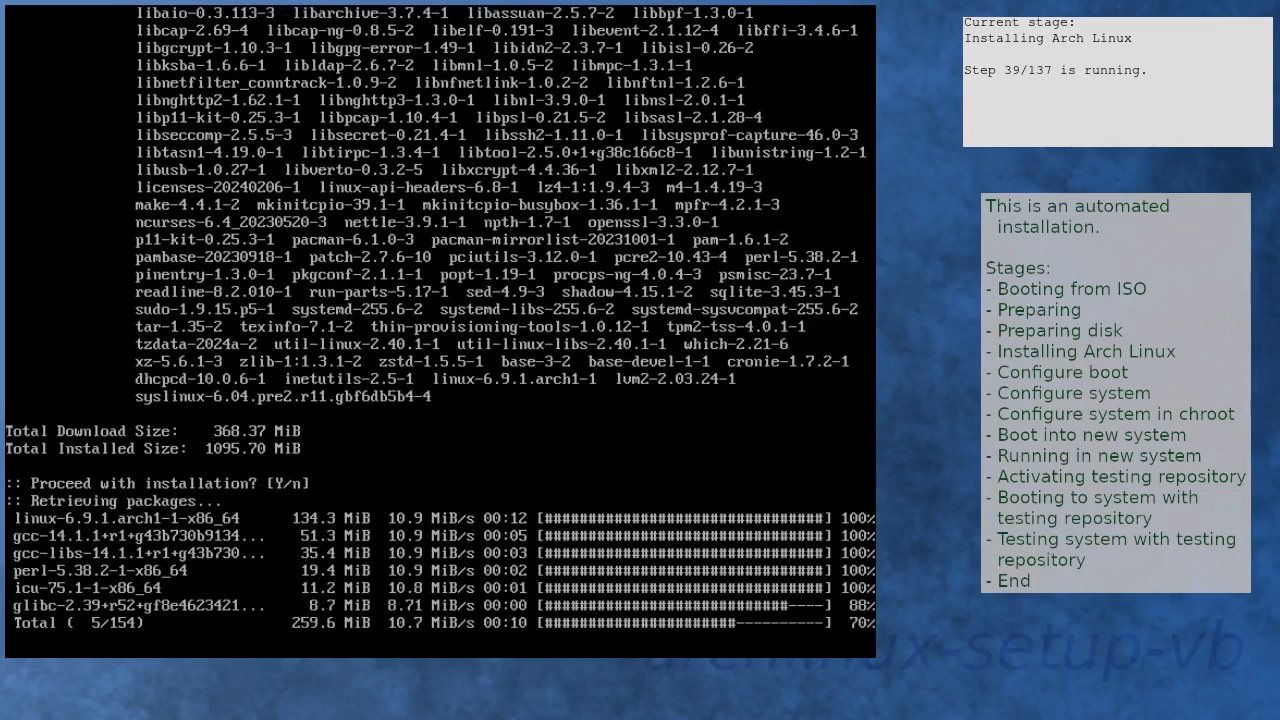 libaio-0.3.113-3  libarchive-3.7.4-1  libassuan-2.5.7-2  libbpf-1.3.0-1
libcap-2.69-4  libcap-ng-0.8.5-2  libelf-0.191-3  libevent-2.1.12-4  libffi-3.4.6-1
libgcrypt-1.10.3-1  libgpg-error-1.49-1  libidn2-2.3.7-1  libisl-0.26-2
libksba-1.6.6-1  libldap-2.6.7-2  libmnl-1.0.5-2  libmpc-1.3.1-1
libnetfilter_conntrack-1.0.9-2  libnfnetlink-1.0.2-2  libnftnl-1.2.6-1
libnghttp2-1.62.1-1  libnghttp3-1.3.0-1  libnl-3.9.0-1  libnsl-2.0.1-1
libp11-kit-0.25.3-1  libpcap-1.10.4-1  libpsl-0.21.5-2  libsasl-2.1.28-4
libseccomp-2.5.5-3  libsecret-0.21.4-1  libssh2-1.11.0-1  libsysprof-capture-46.0-3
libtasn1-4.19.0-1  libtirpc-1.3.4-1  libtool-2.5.0+1+g38c166c8-1  libunistring-1.2-1
libusb-1.0.27-1  libverto-0.3.2-5  libxcrypt-4.4.36-1  libxml2-2.12.7-1
licenses-20240206-1  linux-api-headers-6.8-1  lz4-1:1.9.4-3  m4-1.4.19-3
make-4.4.1-2  mkinitcpio-39.1-1  mkinitcpio-busybox-1.36.1-1  mpfr-4.2.1-3
ncurses-6.4_20230520-3  nettle-3.9.1-1  npth-1.7-1  openssl-3.3.0-1
p11-kit-0.25.3-1  pacman-6.1.0-3  pacman-mirrorlist-20231001-1  pam-1.6.1-2
pambase-20230918-1  patch-2.7.6-10  pciutils-3.12.0-1  pcre2-10.43-4  perl-5.38.2-1
pinentry-1.3.0-1  pkgconf-2.1.1-1  popt-1.19-1  procps-ng-4.0.4-3  psmisc-23.7-1
readline-8.2.010-1  run-parts-5.17-1  sed-4.9-3  shadow-4.15.1-2  sqlite-3.45.3-1
sudo-1.9.15.p5-1  systemd-255.6-2  systemd-libs-255.6-2  systemd-sysvcompat-255.6-2
tar-1.35-2  texinfo-7.1-2  thin-provisioning-tools-1.0.12-1  tpm2-tss-4.0.1-1
tzdata-2024a-2  util-linux-2.40.1-1  util-linux-libs-2.40.1-1  which-2.21-6
xz-5.6.1-3  zlib-1:1.3.1-2  zstd-1.5.5-1  base-3-2  base-devel-1-1  cronie-1.7.2-1
dhcpcd-10.0.6-1  inetutils-2.5-1  linux-6.9.1.arch1-1  lvm2-2.03.24-1
syslinux-6.04.pre2.r11.gbf6db5b4-4
Total Download Size:    368.37 MiB
Total Installed Size:  1095.70 MiB
:: Proceed with installation? [Y/n]
:: Retrieving packages...
linux-6.9.1.arch1-1-x86_64      134.3 MiB  10.9 MiB/s 00:12 [################################] 100%
gcc-14.1.1+r1+g43b730b9134...    51.3 MiB  10.9 MiB/s 00:05 [################################] 100%
gcc-libs-14.1.1+r1+g43b730...    35.4 MiB  10.9 MiB/s 00:03 [################################] 100%
perl-5.38.2-1-x86_64             19.4 MiB  10.9 MiB/s 00:02 [################################] 100%
icu-75.1-1-x86_64                11.2 MiB  10.8 MiB/s 00:01 [################################] 100%
glibc-2.39+r52+gf8e4623421...     8.7 MiB  8.71 MiB/s 00:00 [############################----] 88%
Total (  5/154)                 259.6 MiB  10.7 MiB/s 00:10 [######################----------] 70%
Current stage:
Installing Arch Linux
Step 39/137 is running.
This is an automated
installation.
Stages:
- Booting from ISO
- Preparing
- Preparing disk
- Installing Arch Linux
- Configure boot
- Configure system
- Configure system in chroot
- Boot into new system
- Running in new system
- Activating testing repository
- Booting to system with
testing repository
- Testing system with testing
repository
- End
archlinux-setup-vb